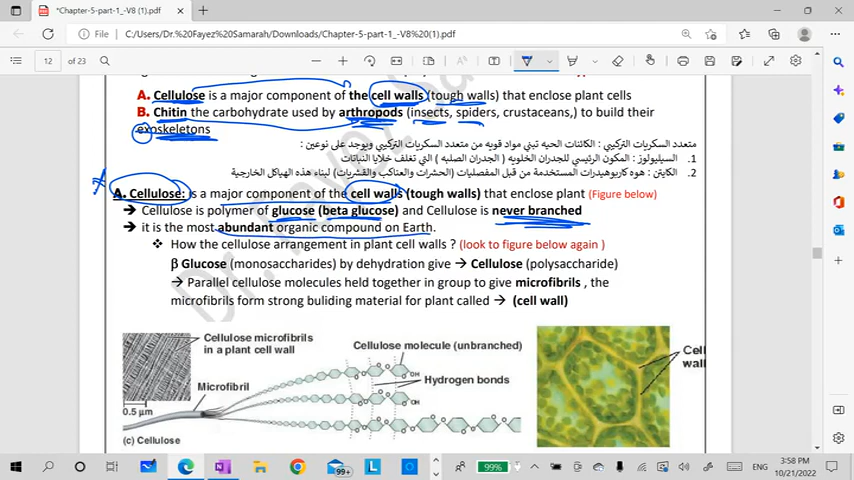 *Chapter-5-part-1_-V8 (1).pdf
File
C:/Users/Dr.%20Fayez%20Samarah/Downloads/Chapter-5-part-1_-V8%20(1).pdf
12 of 23
A. Cellulose is a major component of the cell walls (tough walls) that enclose plant cells
B. Chitin the carbohydrate used by arthropods (insects, spiders, crustaceans,) to build their
exoskeletons
متعدد السكريات التركيبي : الكائنات الحيه تبني مواد قويه من متعدد السكريات التركيبي ويوجد على نوعين :
1. السيليولوز : المكون الرئيسي للجدران الخلويه (الجدران الصلبه) التي تغلف خلايا النباتات
2. الكايتن : هوه كاربوهيدرات المستخدمة من قبل المفصليات (الحشرات والعناكب والقشريات) لبناء هذه الهياكل الخارجية
A. Cellulose: is a major component of the cell walls (tough walls) that enclose plant (Figure below)
→ Cellulose is polymer of glucose (beta glucose) and Cellulose is never branched
→ it is the most abundant organic compound on Earth.
❖ How the cellulose arrangement in plant cell walls ? (look to figure below again )
β Glucose (monosaccharides) by dehydration give → Cellulose (polysaccharide)
→ Parallel cellulose molecules held together in group to give microfibrils , the
microfibrils form strong buliding material for plant called → (cell wall)
Cellulose microfibrils
in a plant cell wall
Microfibril
0.5 μm
(c) Cellulose
Cellulose molecule (unbranched)
Hydrogen bonds
OH
OH
Cell
wall
99+
99%
ENG
3:58 PM
10/21/2022